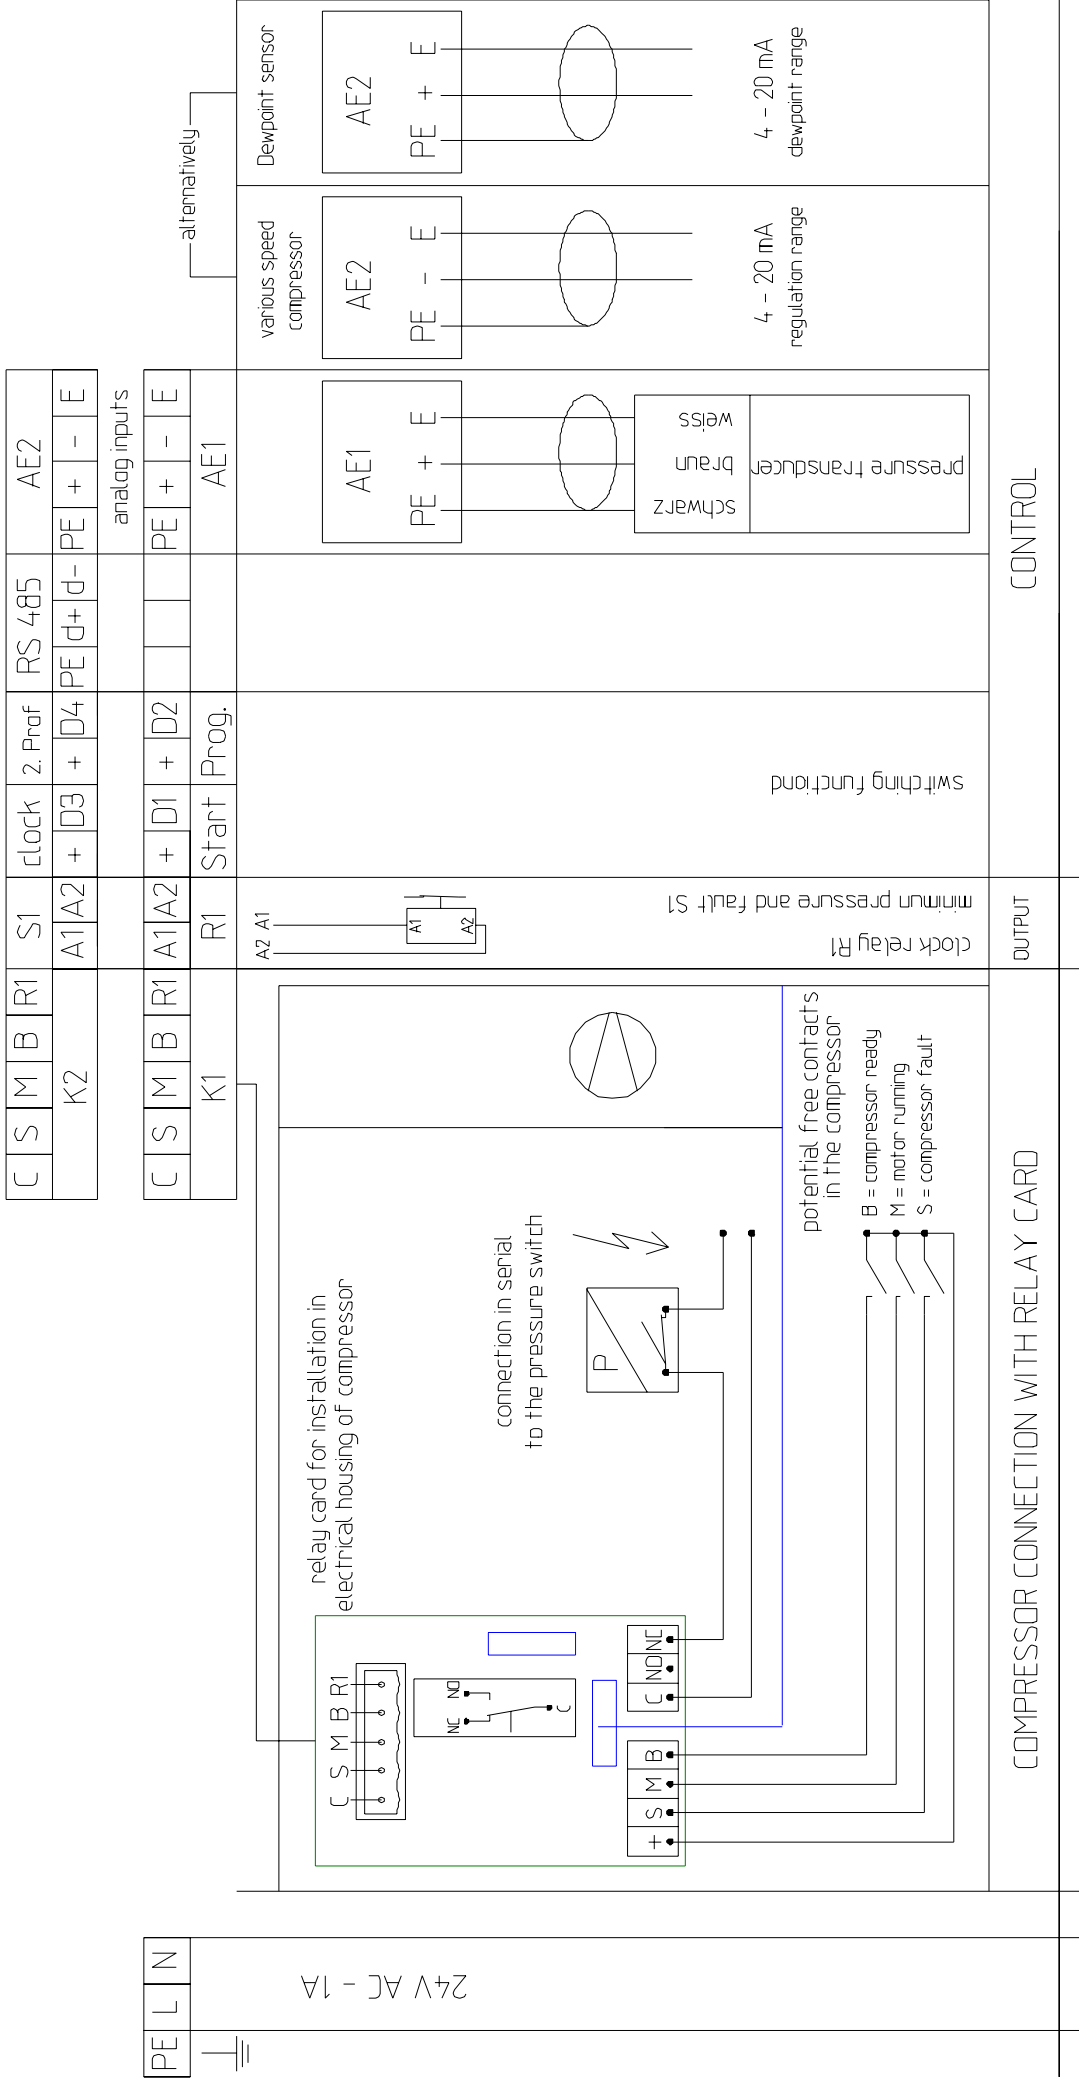 C S M B R1 S1 clock 2. Praf RS 485 AE2
K2 A1 A2 + D3 + D4 PE d+ d- PE + - E
analog inputs
PE L N C S M B R1 A1 A2 + D1 + D2 PE + - E
K1 R1 Start Prog. AE1
alternatively
24V AC - 1A
relay card for installation in
electrical housing of compressor
C S M B R1
NC NO
C
+ S M B C NO NC
connection in serial
to the pressure switch
P
potential free contacts
in the compressor
B = compressor ready
M = motor running
S = compressor fault
COMPRESSOR CONNECTION WITH RELAY CARD
A2 A1
A1
A2
clock relay R1
minimun pressure and fault S1
OUTPUT
switching functiond
AE1
PE + E
schwarz braun weiss
pressure transducer
various speed
compressor
AE2
PE - E
4 - 20 mA
regulation range
Dewpoint sensor
AE2
PE + E
4 - 20 mA
dewpoint range
CONTROL